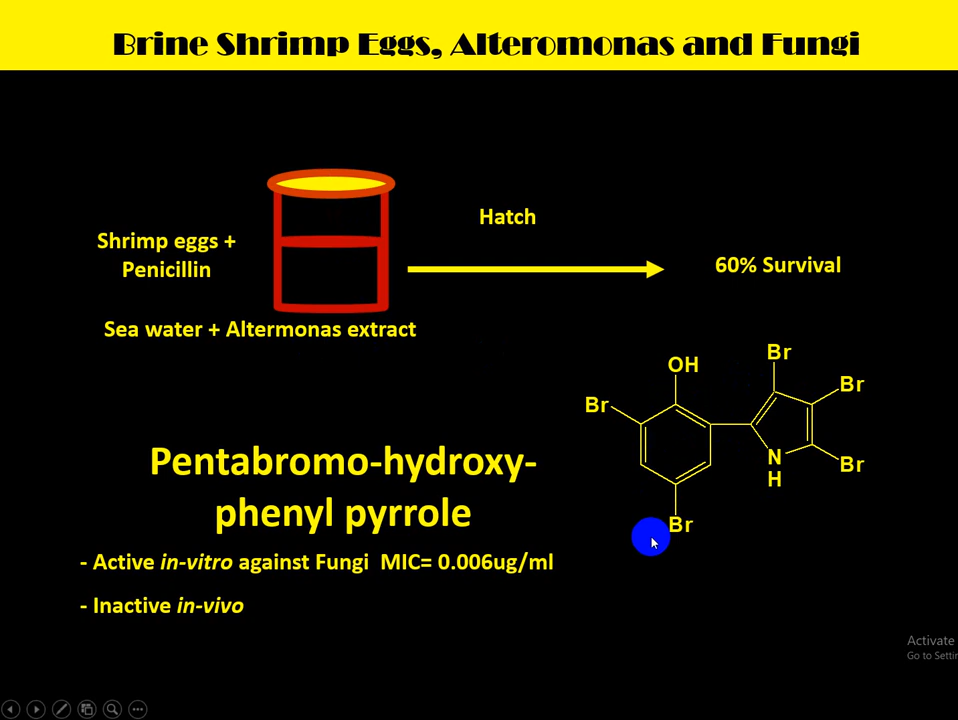 Brine Shrimp Eggs, Alteromonas and Fungi
Hatch
Shrimp eggs +
Penicillin
60% Survival
Sea water + Altermonas extract
Br
OH
Br
Br
Br
N
H
Br
Pentabromo-hydroxy-
phenyl pyrrole
- Active in-vitro against Fungi MIC= 0.006ug/ml
- Inactive in-vivo
Activate
Go to Settin